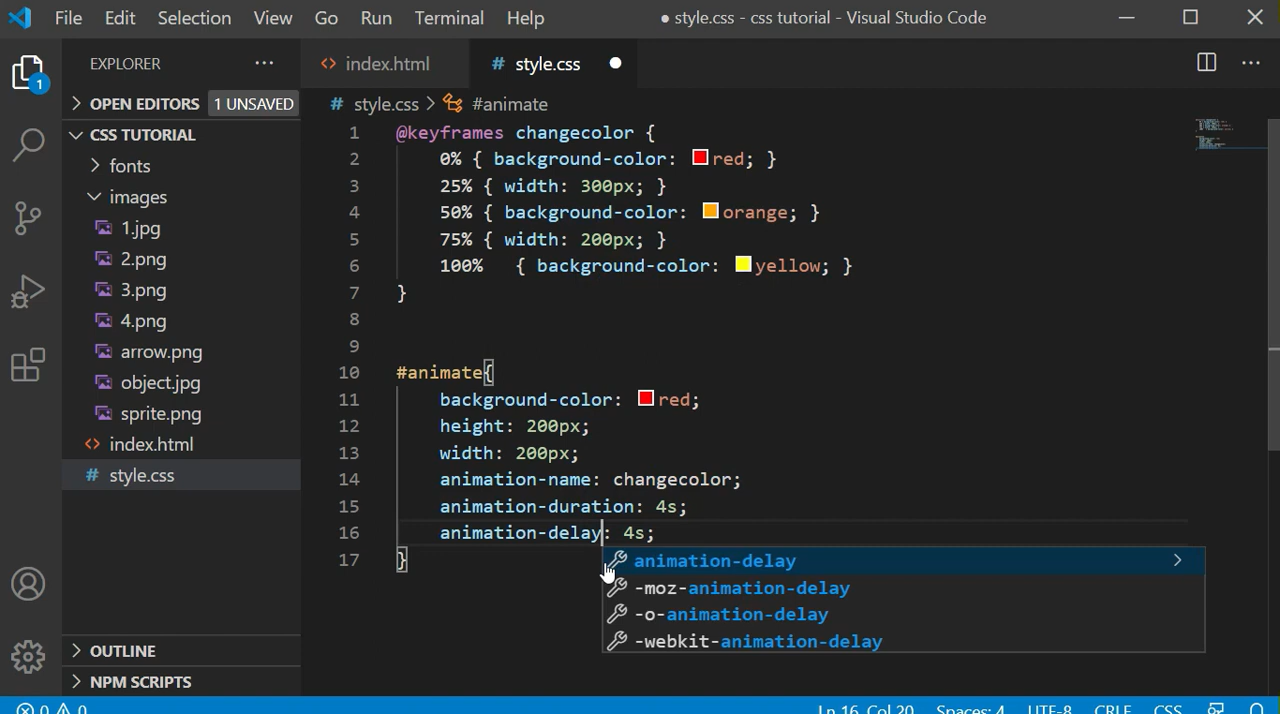 File Edit Selection View Go Run Terminal Help ● style.css - css tutorial - Visual Studio Code
EXPLORER ...
1
OPEN EDITORS 1 UNSAVED
CSS TUTORIAL
fonts
images
1.jpg
2.png
3.png
4.png
arrow.png
object.jpg
sprite.png
<> index.html
# style.css
OUTLINE
NPM SCRIPTS
<> index.html # style.css ●
# style.css > #animate
1 @keyframes changecolor {
2 0% { background-color: red; }
3 25% { width: 300px; }
4 50% { background-color: orange; }
5 75% { width: 200px; }
6 100% { background-color: yellow; }
7 }
8
9
10 #animate{
11 background-color: red;
12 height: 200px;
13 width: 200px;
14 animation-name: changecolor;
15 animation-duration: 4s;
16 animation-delay: 4s;
17 }
animation-delay
-moz-animation-delay
-o-animation-delay
-webkit-animation-delay
0 0 Ln 16, Col 20 Spaces: 4 UTF-8 CRLF CSS